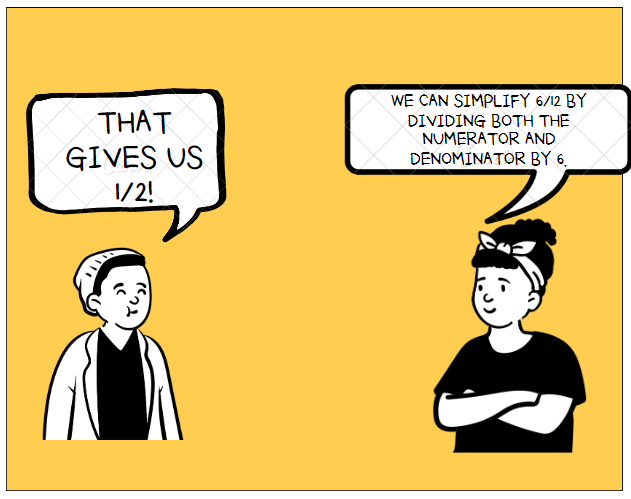 THAT
GIVES US
1/2!
WE CAN SIMPLIFY 6/12 BY
DIVIDING BOTH THE
NUMERATOR AND
DENOMINATOR BY 6.